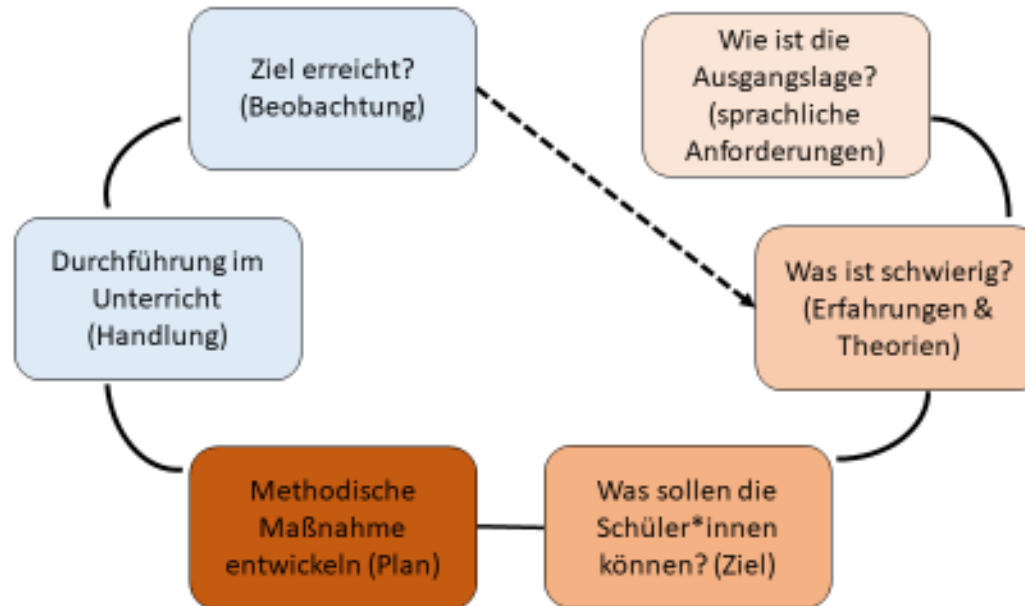 Ziel erreicht?
(Beobachtung)
Wie ist die
Ausgangslage?
(sprachliche
Anforderungen)
Durchführung im
Unterricht
(Handlung)
Was ist schwierig?
(Erfahrungen &
Theorien)
Methodische
Maßnahme
entwickeln (Plan)
Was sollen die
Schüler*innen
können? (Ziel)